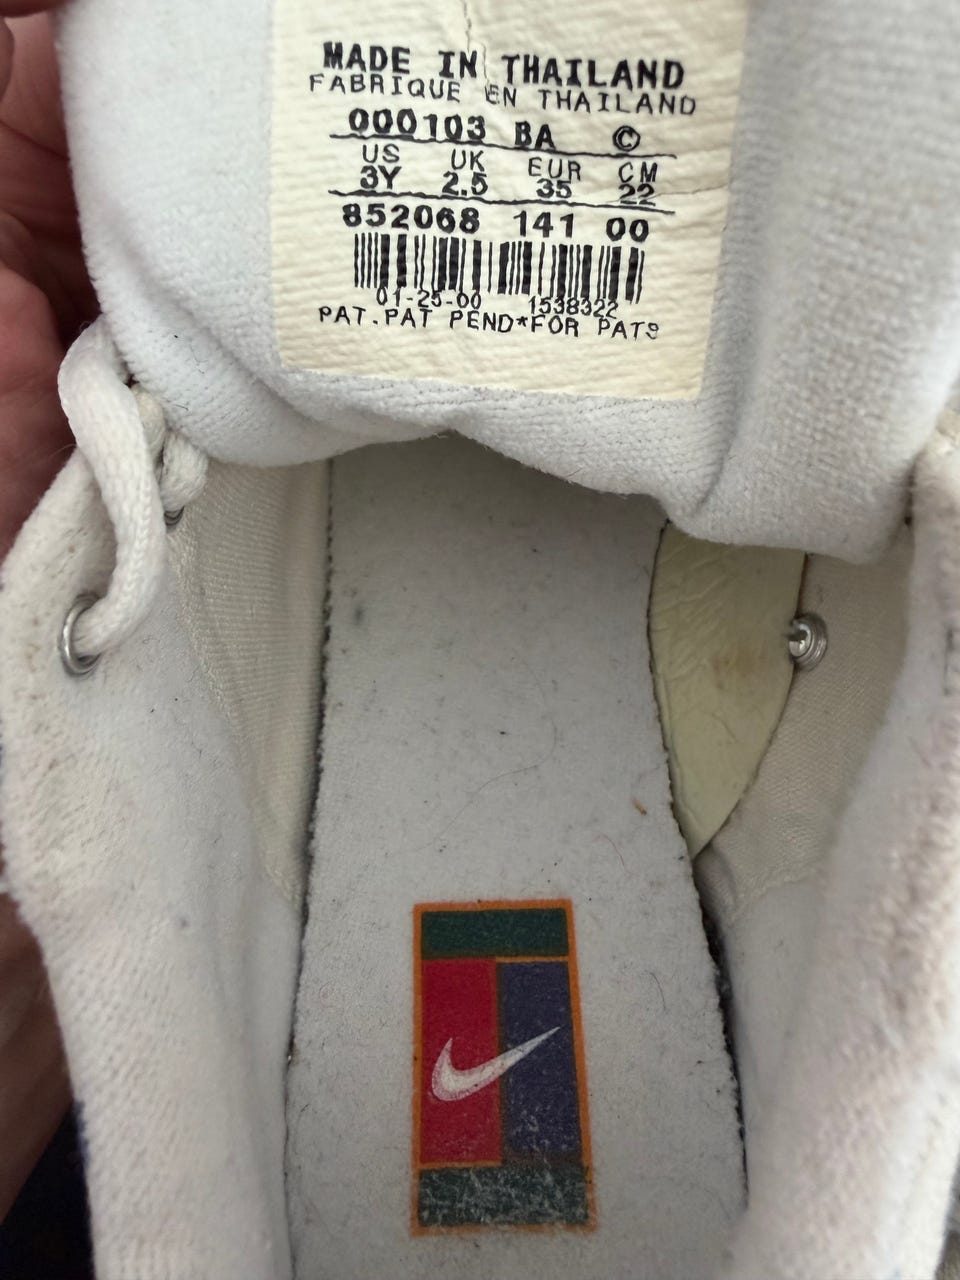 MADE IN THAILAND
FABRIQUE EN THAILAND
000103 BA ©
US UK EUR CM
3Y 2.5 35 22
852068 141 00
01-25-00 1538322
PAT.PAT PEND*FOR PATS